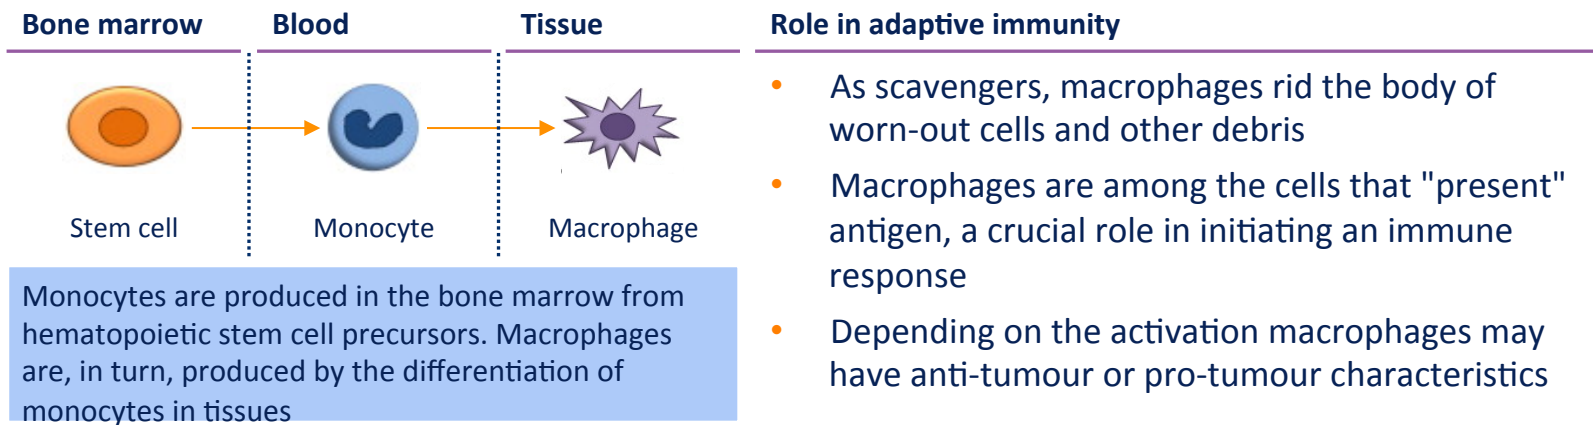 Bone marrow
Blood
Tissue
Stem cell
Monocyte
Macrophage
Monocytes are produced in the bone marrow from
hematopoietic stem cell precursors. Macrophages
are, in turn, produced by the differentiation of
monocytes in tissues
Role in adaptive immunity
• As scavengers, macrophages rid the body of
worn-out cells and other debris
• Macrophages are among the cells that "present"
antigen, a crucial role in initiating an immune
response
• Depending on the activation macrophages may
have anti-tumour or pro-tumour characteristics